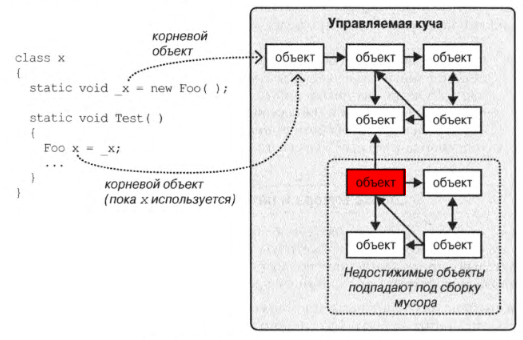 Управляемая куча
корневой
объект
class x
{
static void _x = new Foo( );
static void Test( )
{
Foo x = _x;
...
}
}
корневой объект
(пока x используется)
объект
объект
объект
объект
объект
объект
объект
объект
объект
Недостижимые объекты
подпадают под сборку
мусора